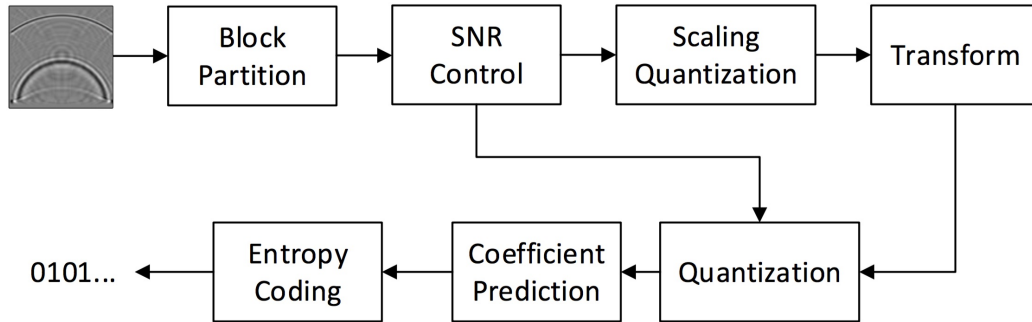 Block
Partition
SNR
Control
Scaling
Quantization
Transform
Quantization
Coefficient
Prediction
Entropy
Coding
0101...